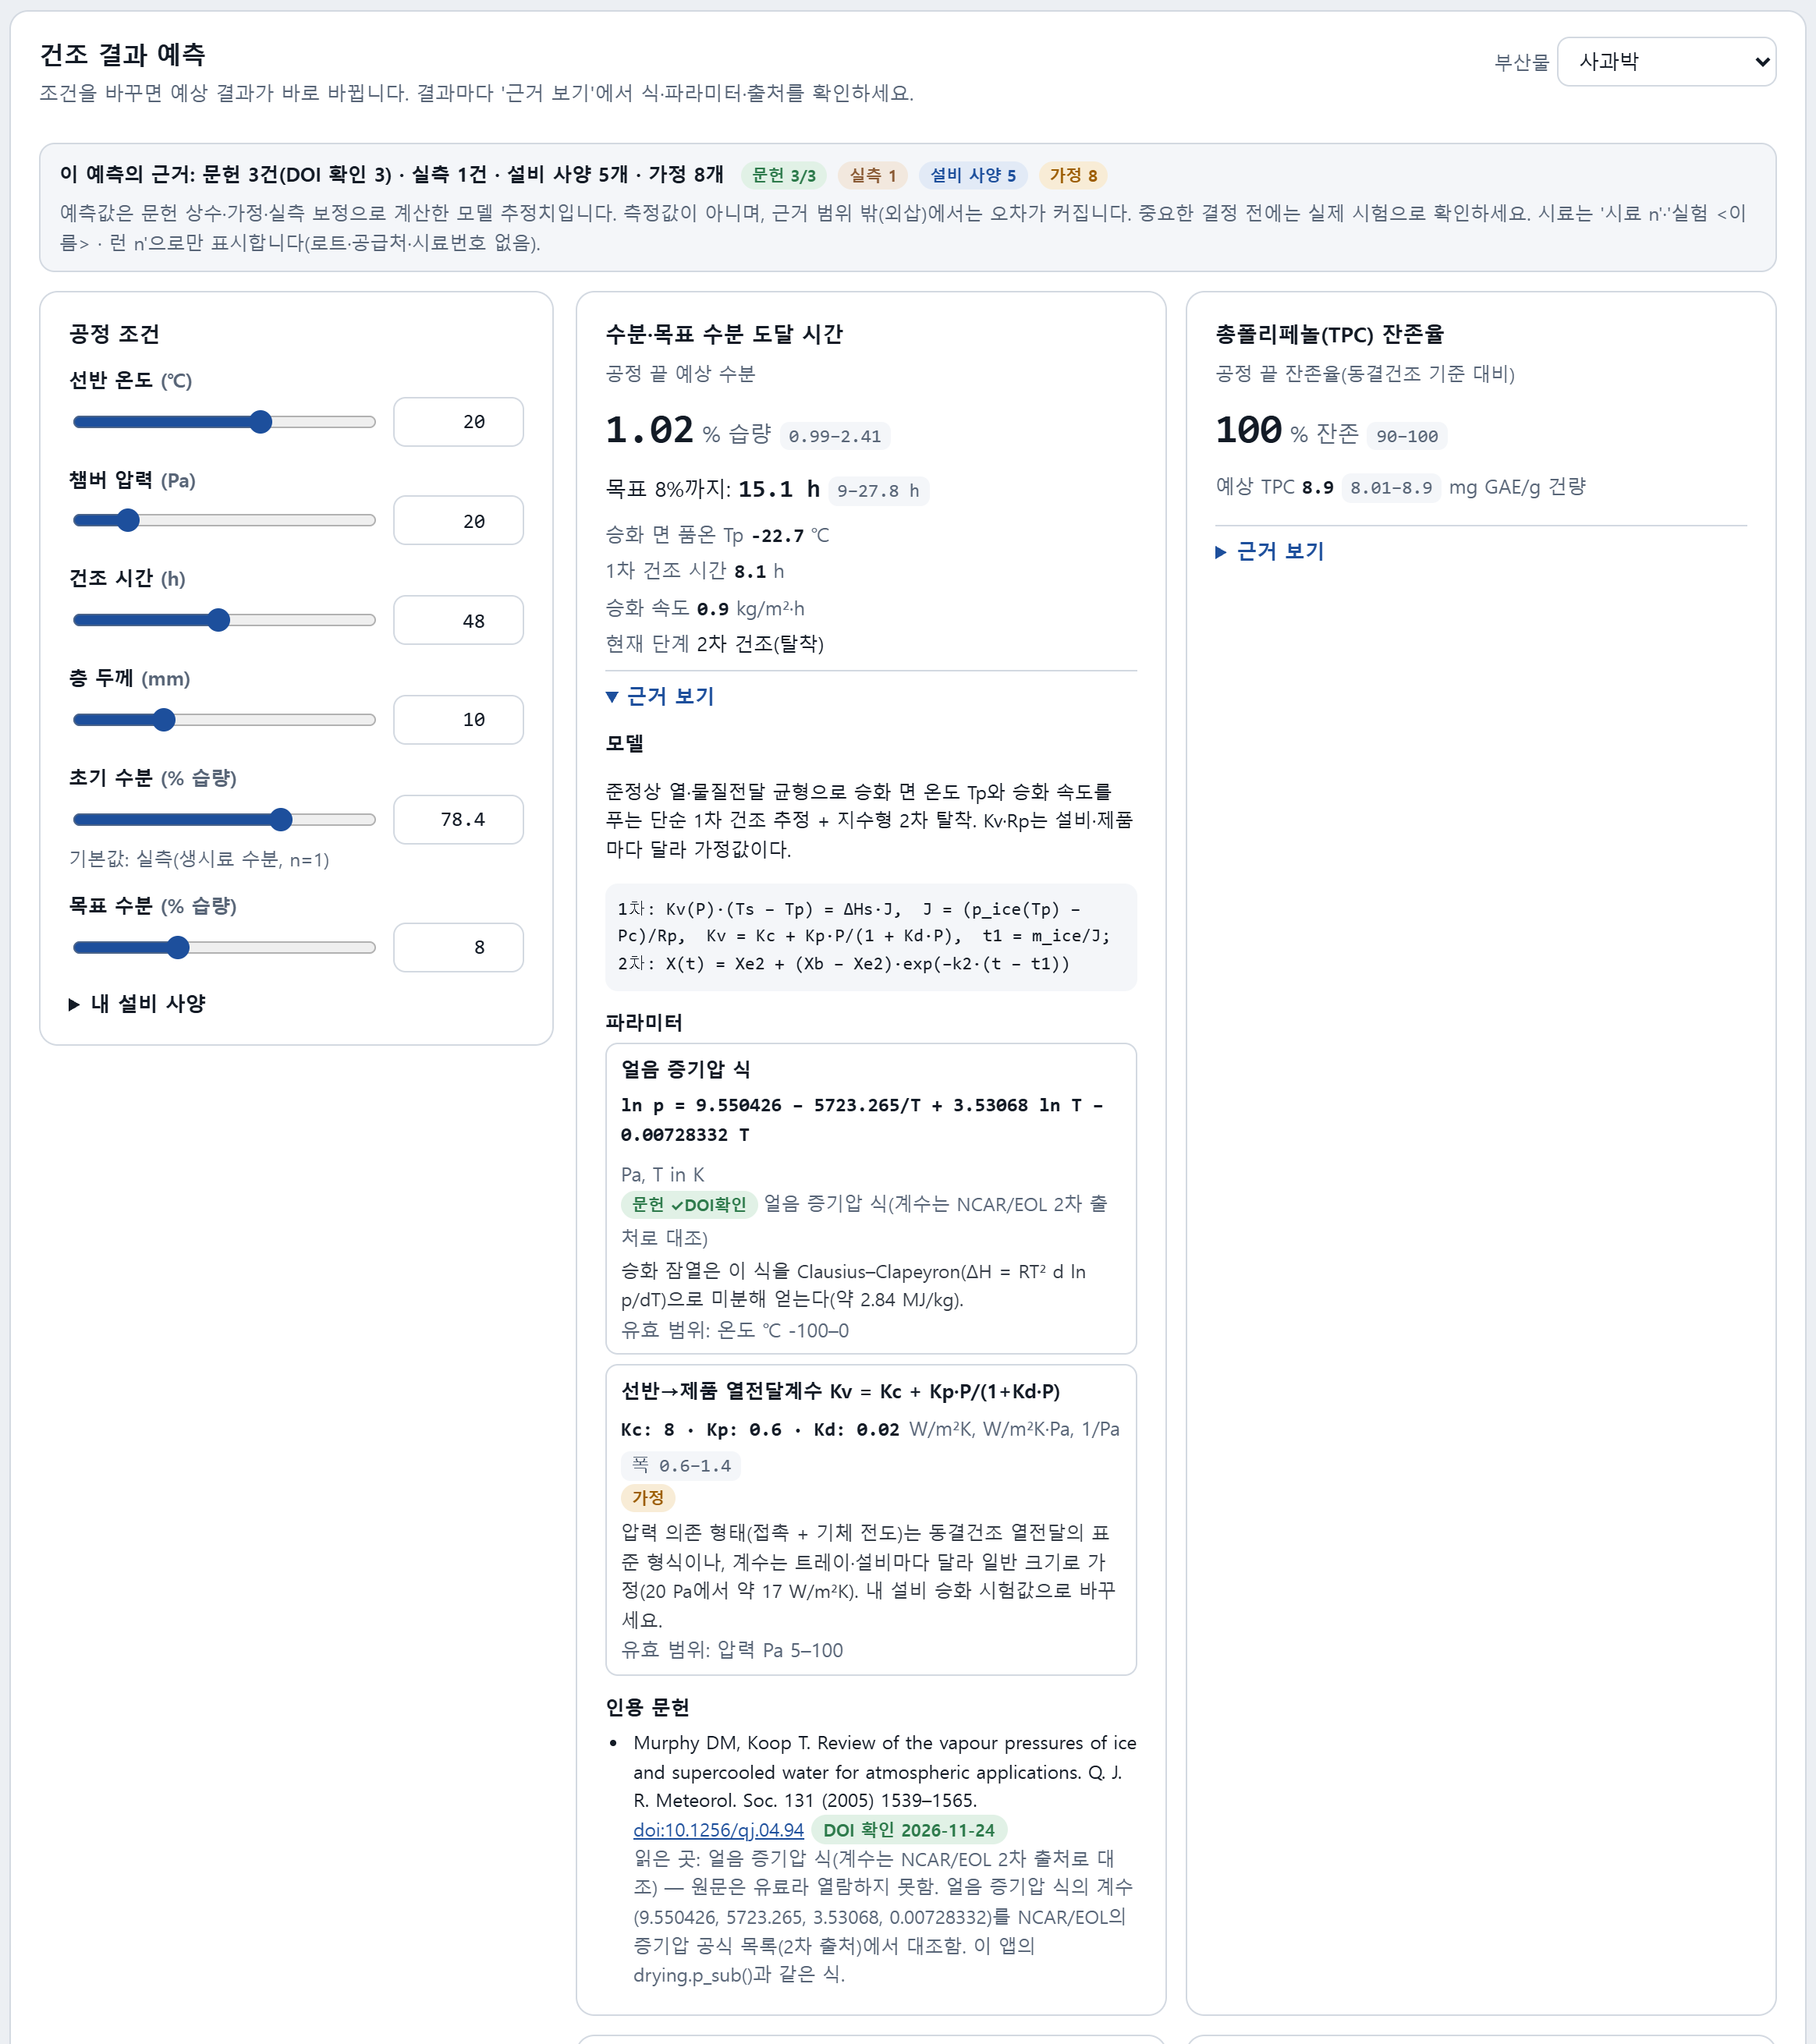 건조 결과 예측
조건을 바꾸면 예상 결과가 바로 바뀝니다. 결과마다 '근거 보기'에서 식·파라미터·출처를 확인하세요.
부산물 사과박
이 예측의 근거: 문헌 3건(DOI 확인 3) · 실측 1건 · 설비 사양 5개 · 가정 8개 문헌 3/3 실측 1 설비 사양 5 가정 8
예측값은 문헌 상수·가정·실측 보정으로 계산한 모델 추정치입니다. 측정값이 아니며, 근거 범위 밖(외삽)에서는 오차가 커집니다. 중요한 결정 전에는 실제 시험으로 확인하세요. 시료는 '시료 n'·'실험 <이
름> · 런 n'으로만 표시합니다(로트·공급처·시료번호 없음).
공정 조건
선반 온도 (℃)
20
챔버 압력 (Pa)
20
건조 시간 (h)
48
층 두께 (mm)
10
초기 수분 (% 습량)
78.4
기본값: 실측(생시료 수분, n=1)
목표 수분 (% 습량)
8
▶ 내 설비 사양
수분·목표 수분 도달 시간
공정 끝 예상 수분
1.02 % 습량 0.99–2.41
목표 8%까지: 15.1 h 9–27.8 h
승화 면 품온 Tp -22.7 ℃
1차 건조 시간 8.1 h
승화 속도 0.9 kg/m²·h
현재 단계 2차 건조(탈착)
▼ 근거 보기
모델
준정상 열·물질전달 균형으로 승화 면 온도 Tp와 승화 속도를
푸는 단순 1차 건조 추정 + 지수형 2차 탈착. Kv·Rp는 설비·제품
마다 달라 가정값이다.
1차: Kv(P)·(Ts − Tp) = ΔHs·J, J = (p_ice(Tp) −
Pc)/Rp, Kv = Kc + Kp·P/(1 + Kd·P), t1 = m_ice/J;
2차: X(t) = Xe2 + (Xb − Xe2)·exp(−k2·(t − t1))
파라미터
얼음 증기압 식
ln p = 9.550426 − 5723.265/T + 3.53068 ln T −
0.00728332 T
Pa, T in K
문헌 ✓DOI확인 얼음 증기압 식(계수는 NCAR/EOL 2차 출
처로 대조)
승화 잠열은 이 식을 Clausius–Clapeyron(ΔH = RT² d ln
p/dT)으로 미분해 얻는다(약 2.84 MJ/kg).
유효 범위: 온도 ℃ -100–0
선반→제품 열전달계수 Kv = Kc + Kp·P/(1+Kd·P)
Kc: 8 · Kp: 0.6 · Kd: 0.02 W/m²K, W/m²K·Pa, 1/Pa
폭 0.6–1.4
가정
압력 의존 형태(접촉 + 기체 전도)는 동결건조 열전달의 표
준 형식이나, 계수는 트레이·설비마다 달라 일반 크기로 가
정(20 Pa에서 약 17 W/m²K). 내 설비 승화 시험값으로 바꾸
세요.
유효 범위: 압력 Pa 5–100
인용 문헌
• Murphy DM, Koop T. Review of the vapour pressures of ice
and supercooled water for atmospheric applications. Q. J.
R. Meteorol. Soc. 131 (2005) 1539–1565.
doi:10.1256/qj.04.94 DOI 확인 2026-11-24
읽은 곳: 얼음 증기압 식(계수는 NCAR/EOL 2차 출처로 대
조) — 원문은 유료라 열람하지 못함. 얼음 증기압 식의 계수
(9.550426, 5723.265, 3.53068, 0.00728332)를 NCAR/EOL의
증기압 공식 목록(2차 출처)에서 대조함. 이 앱의
drying.p_sub()과 같은 식.
총폴리페놀(TPC) 잔존율
공정 끝 잔존율(동결건조 기준 대비)
100 % 잔존 90–100
예상 TPC 8.9 8.01–8.9 mg GAE/g 건량
▶ 근거 보기